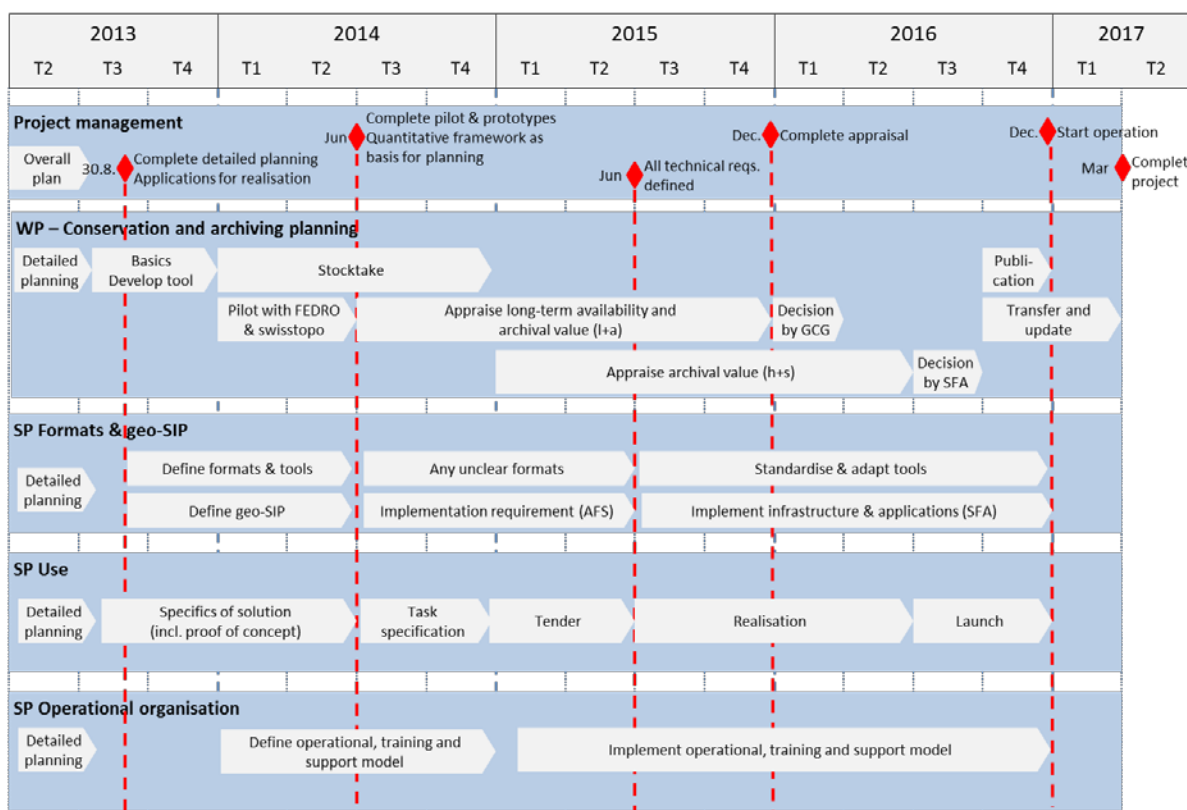 2013 2014 2015 2016 2017
T2 T3 T4 T1 T2 T3 T4 T1 T2 T3 T4 T1 T2 T3 T4 T1 T2
Project management
Overall
plan
30.8.
Complete detailed planning
Applications for realisation
Jun
Complete pilot & prototypes
Quantitative framework as
basis for planning
Jun
All technical reqs.
defined
Dec.
Complete appraisal
Dec.
Start operation
Mar
Complet
project
WP – Conservation and archiving planning
Detailed
planning
Basics
Develop tool
Stocktake
Publi-
cation
Pilot with FEDRO
& swisstopo
Appraise long-term availability and
archival value (l+a)
Decision
by GCG
Transfer and
update
Appraise archival value (h+s)
Decision
by SFA
SP Formats & geo-SIP
Detailed
planning
Define formats & tools
Any unclear formats
Standardise & adapt tools
Define geo-SIP
Implementation requirement (AFS)
Implement infrastructure & applications (SFA)
SP Use
Detailed
planning
Specifics of solution
(incl. proof of concept)
Task
specification
Tender
Realisation
Launch
SP Operational organisation
Detailed
planning
Define operational, training and
support model
Implement operational, training and support model